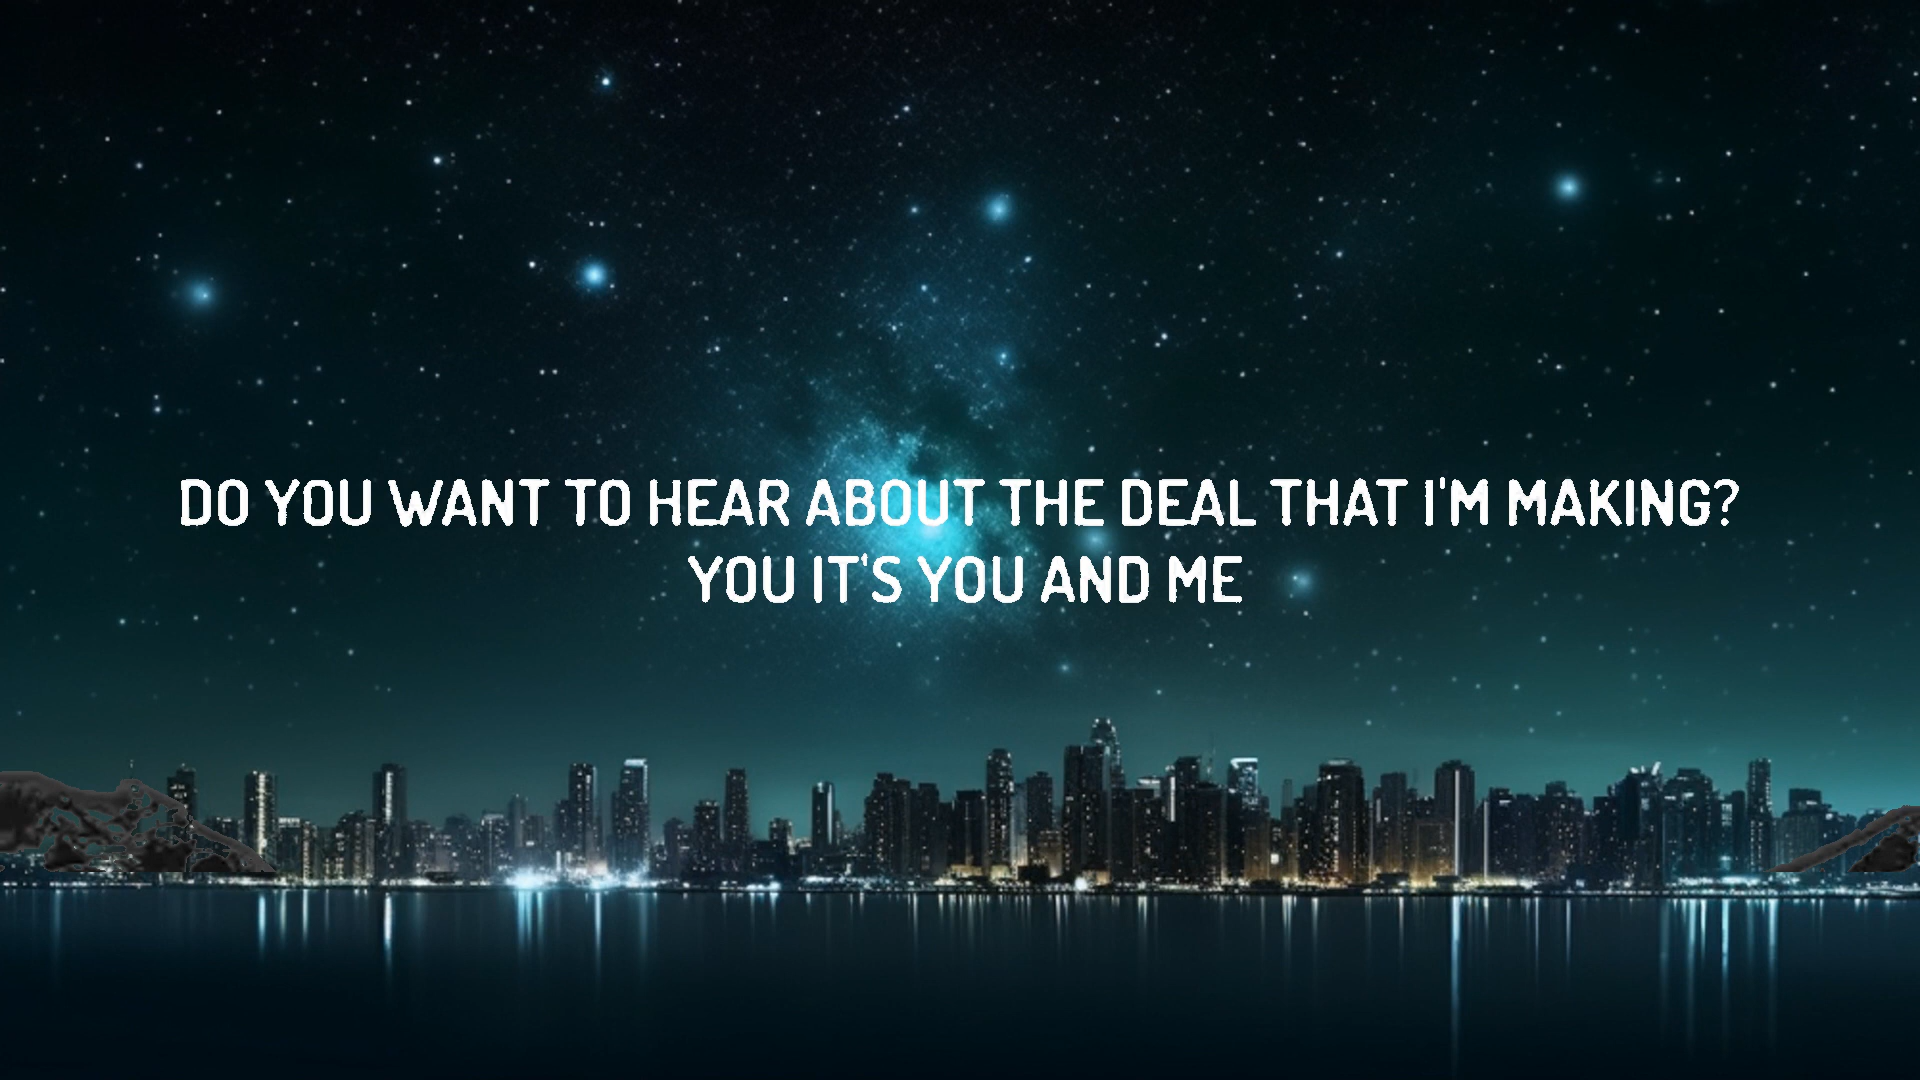 DO YOU WANT TO HEAR ABOUT THE DEAL THAT I'M MAKING?
YOU IT'S YOU AND ME